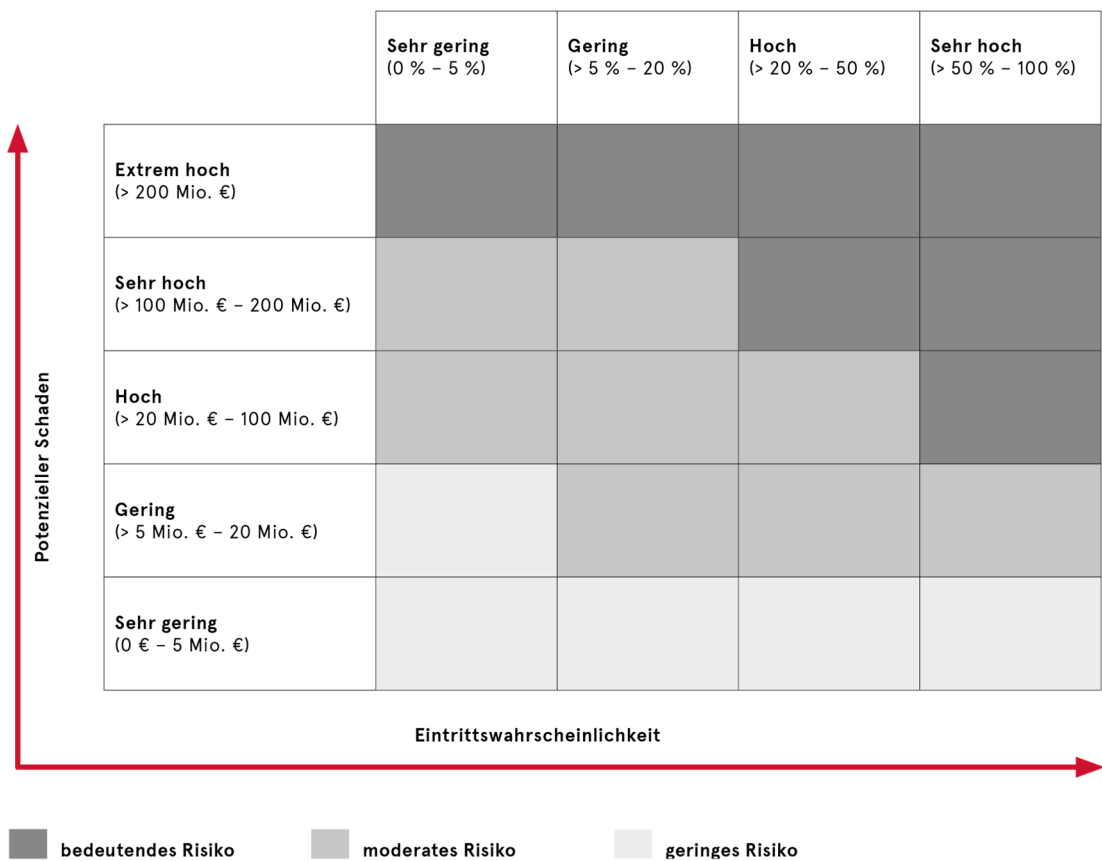 Sehr gering
(0 % – 5 %)
Gering
(> 5 % – 20 %)
Hoch
(> 20 % – 50 %)
Sehr hoch
(> 50 % – 100 %)
Extrem hoch
(> 200 Mio. €)
Sehr hoch
(> 100 Mio. € – 200 Mio. €)
Hoch
(> 20 Mio. € – 100 Mio. €)
Gering
(> 5 Mio. € – 20 Mio. €)
Sehr gering
(0 € – 5 Mio. €)
Potenzieller Schaden
Eintrittswahrscheinlichkeit
bedeutendes Risiko
moderates Risiko
geringes Risiko